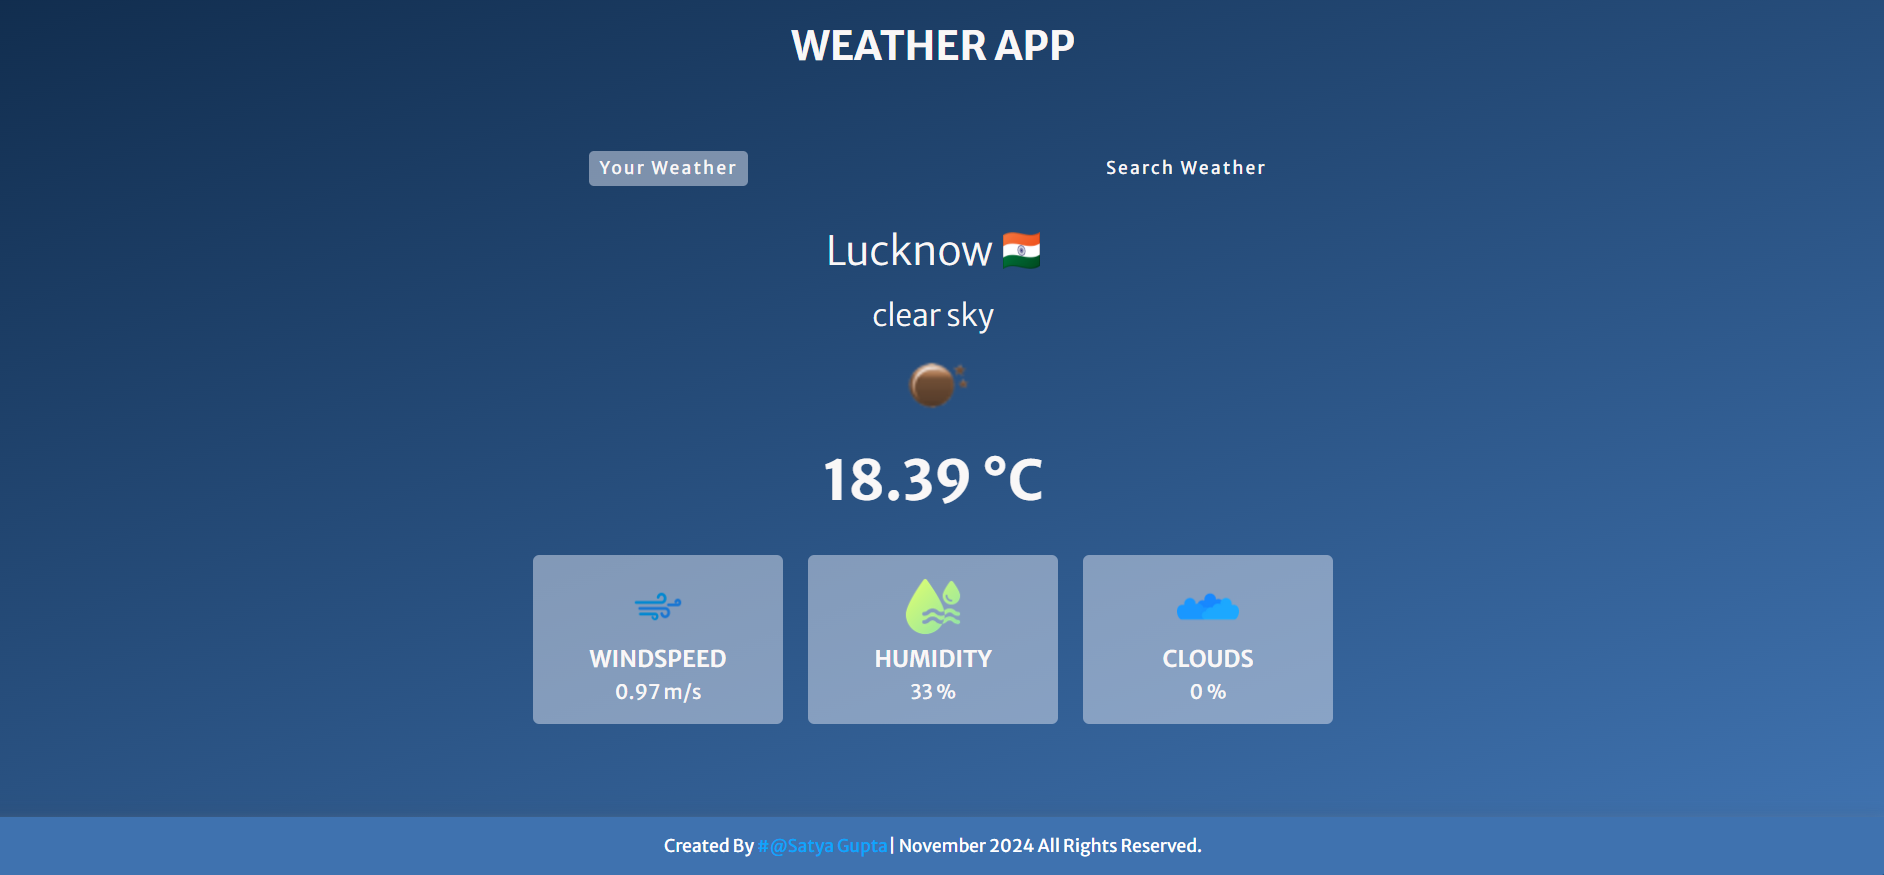 WEATHER APP
Your Weather
Search Weather
Lucknow
clear sky
18.39 °C
WINDSPEED
0.97 m/s
HUMIDITY
33 %
CLOUDS
0 %
Created By #@Satya Gupta| November 2024 All Rights Reserved.